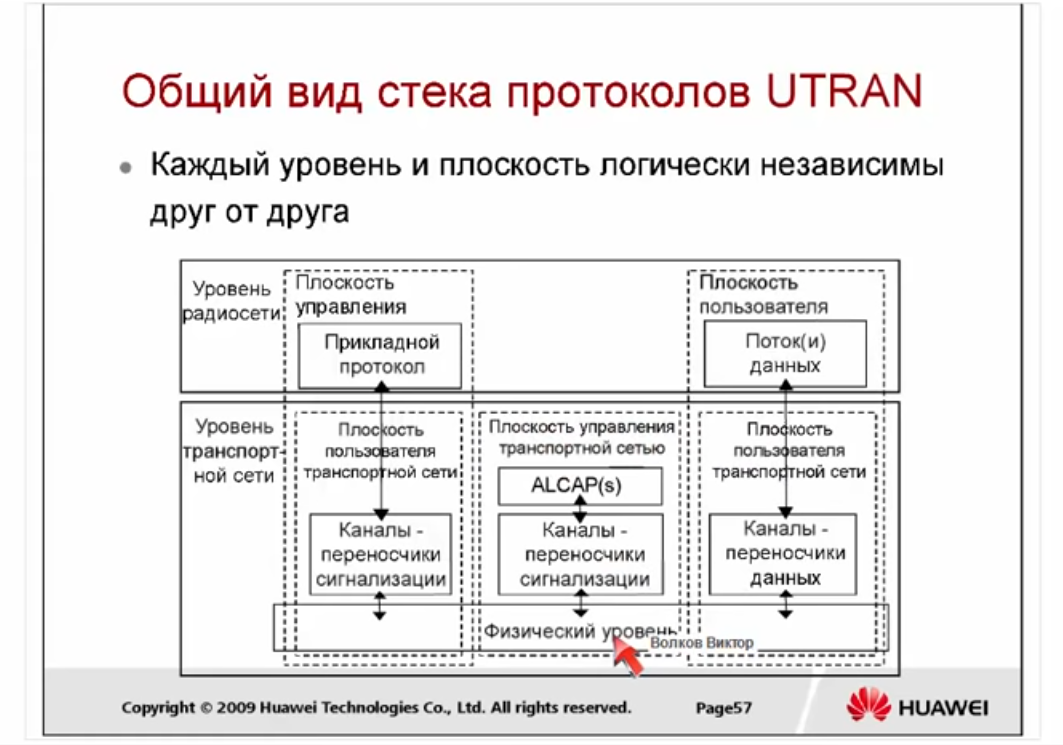 Общий вид стека протоколов UTRAN
• Каждый уровень и плоскость логически независимы
друг от друга
Уровень
радиосети
Плоскость
управления
Прикладной
протокол
Плоскость
пользователя
Поток(и)
данных
Уровень
транспорт-
ной сети
Плоскость
пользователя
транспортной сети
Каналы -
переносчики
сигнализации
Плоскость управления
транспортной сетью
ALCAP(s)
Каналы -
переносчики
сигнализации
Плоскость
пользователя
транспортной сети
Каналы -
переносчики
данных
Физический уровень
Волков Виктор
Copyright © 2009 Huawei Technologies Co., Ltd. All rights reserved.
Page57
HUAWEI